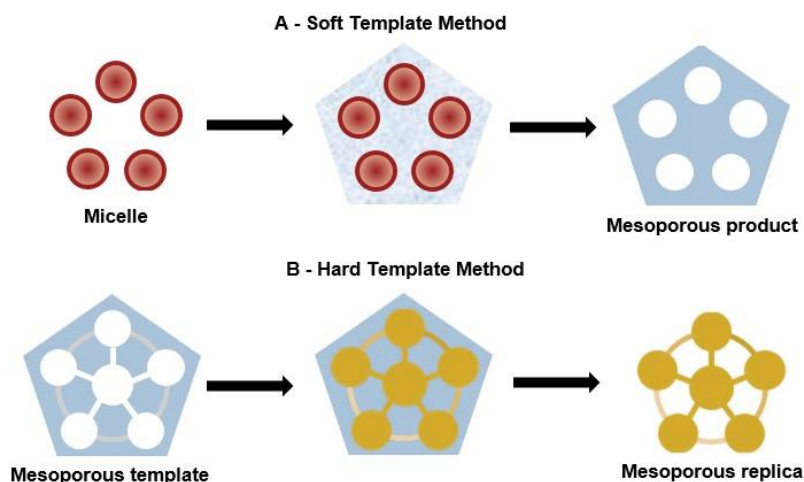 A - Soft Template Method
Micelle
Mesoporous product
B - Hard Template Method
Mesoporous template
Mesoporous replica